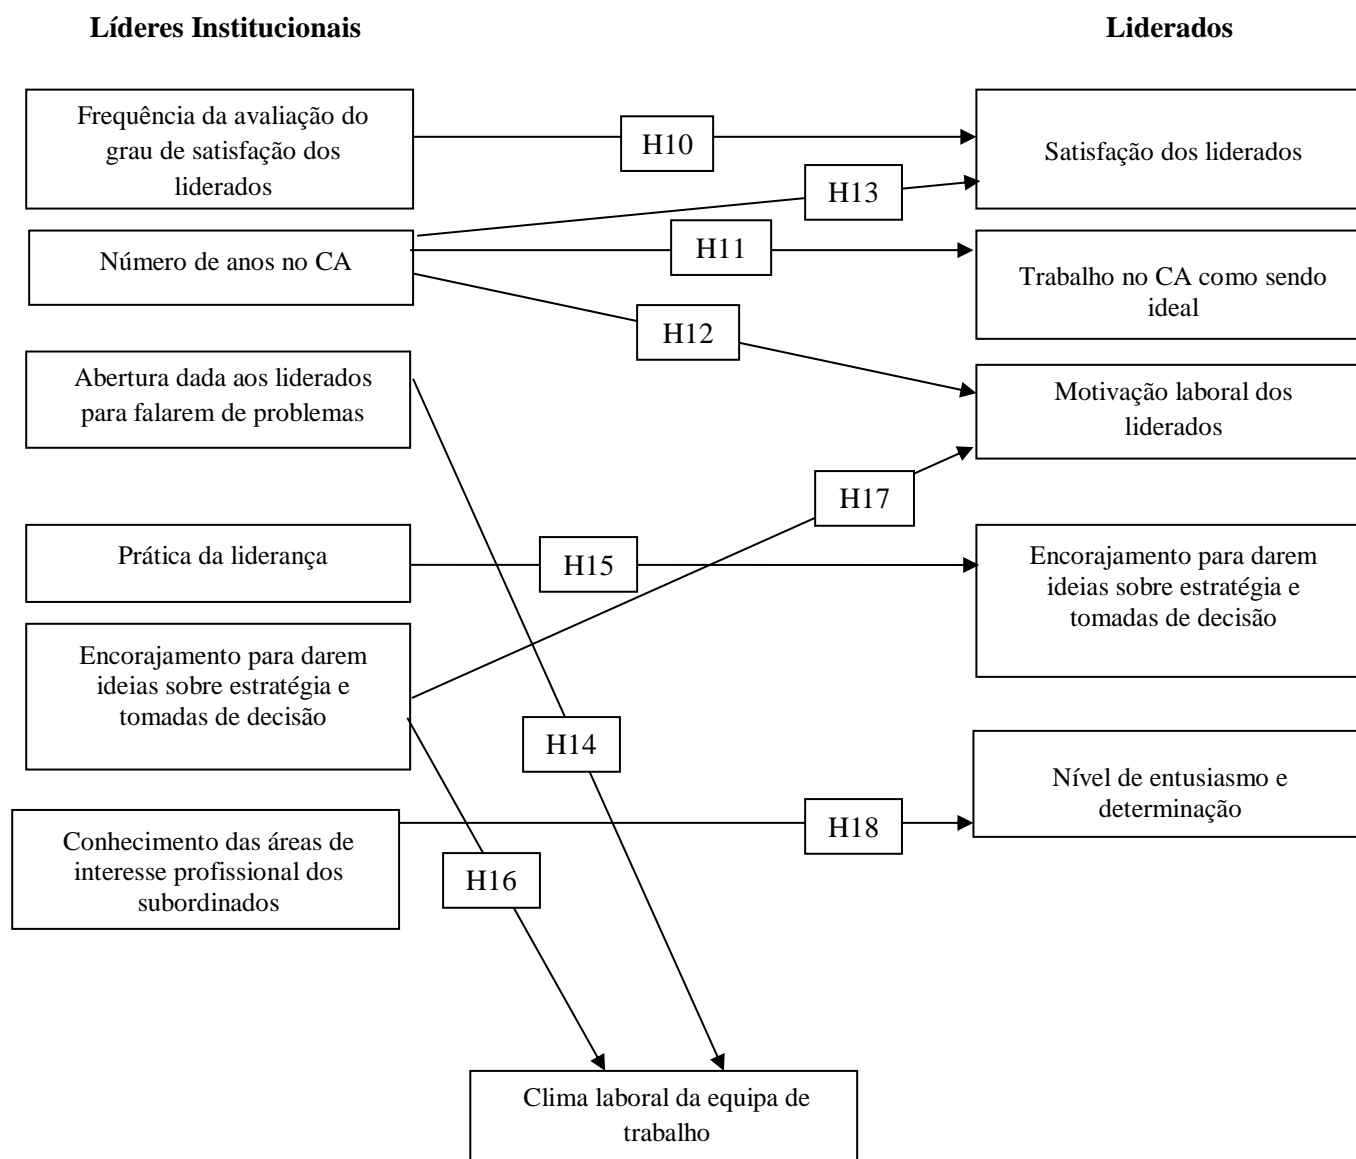 Líderes Institucionais
Liderados
Frequência da avaliação do
grau de satisfação dos
liderados
H10
Satisfação dos liderados
H13
Número de anos no CA
H11
Trabalho no CA como sendo
ideal
H12
Abertura dada aos liderados
para falarem de problemas
Motivação laboral dos
liderados
H17
Prática da liderança
H15
Encorajamento para darem
ideias sobre estratégia e
tomadas de decisão
Encorajamento para darem
ideias sobre estratégia e
tomadas de decisão
H14
Nível de entusiasmo e
determinação
Conhecimento das áreas de
interesse profissional dos
subordinados
H18
H16
Clima laboral da equipa de
trabalho